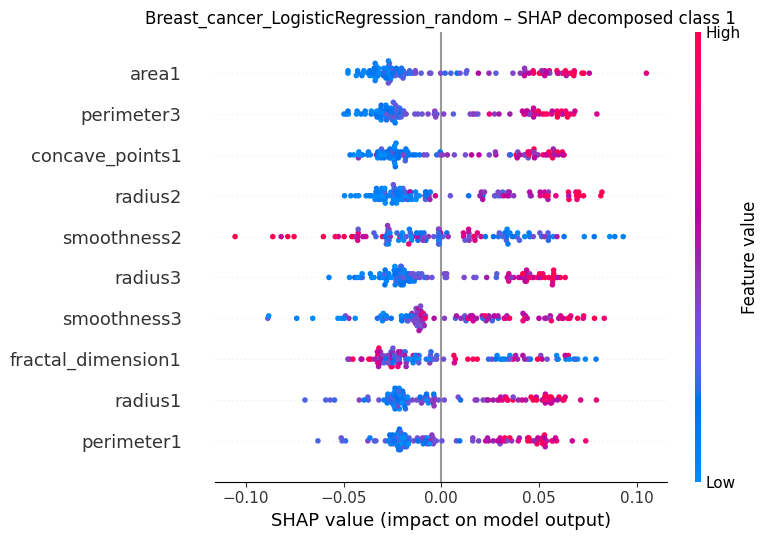 Breast_cancer_LogisticRegression_random – SHAP decomposed class 1
High
area1
perimeter3
concave_points1
radius2
smoothness2
radius3
smoothness3
fractal_dimension1
radius1
perimeter1
Feature value
Low
−0.10 −0.05 0.00 0.05 0.10
SHAP value (impact on model output)